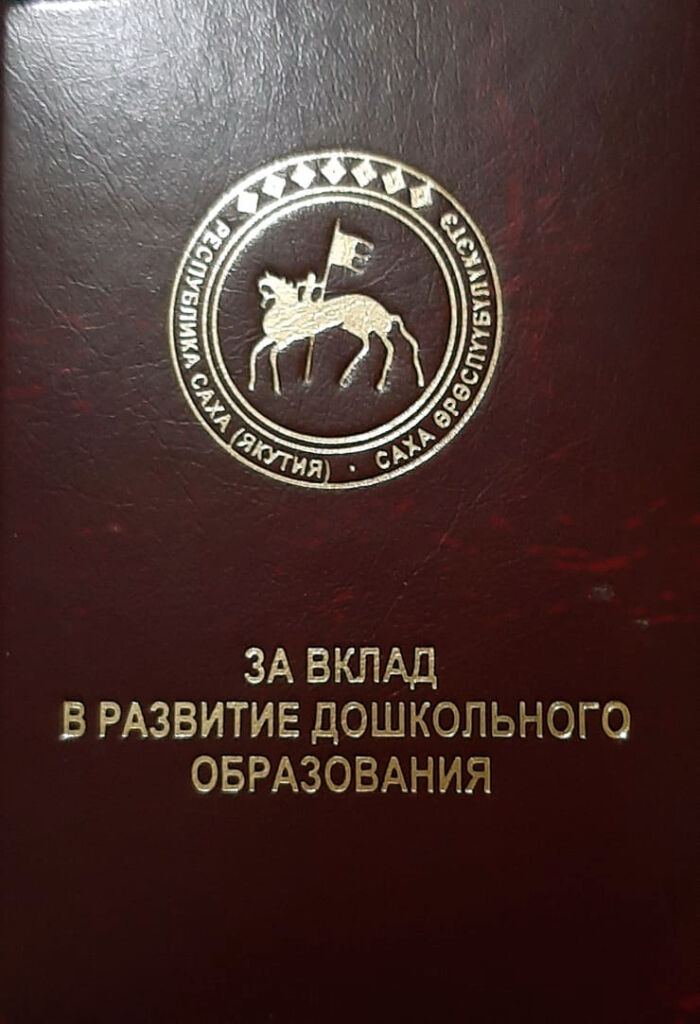 РЕСПУБЛИКА САХА (ЯКУТИЯ) · САХА ӨРӨСПҮҮБҮЛҮКЭТЭ
ЗА ВКЛАД
В РАЗВИТИЕ ДОШКОЛЬНОГО
ОБРАЗОВАНИЯ